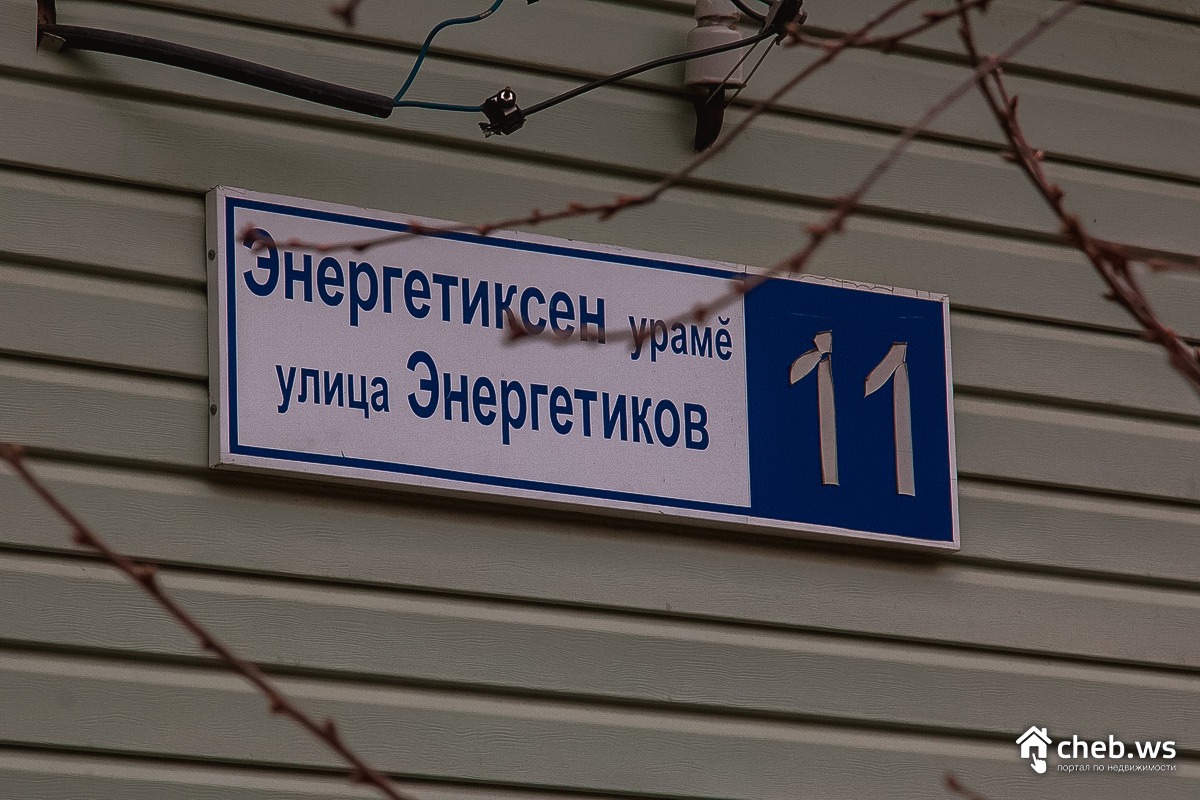 Энергетиксен урамӗ
улица Энергетиков
11
cheb.ws
портал по недвижимости